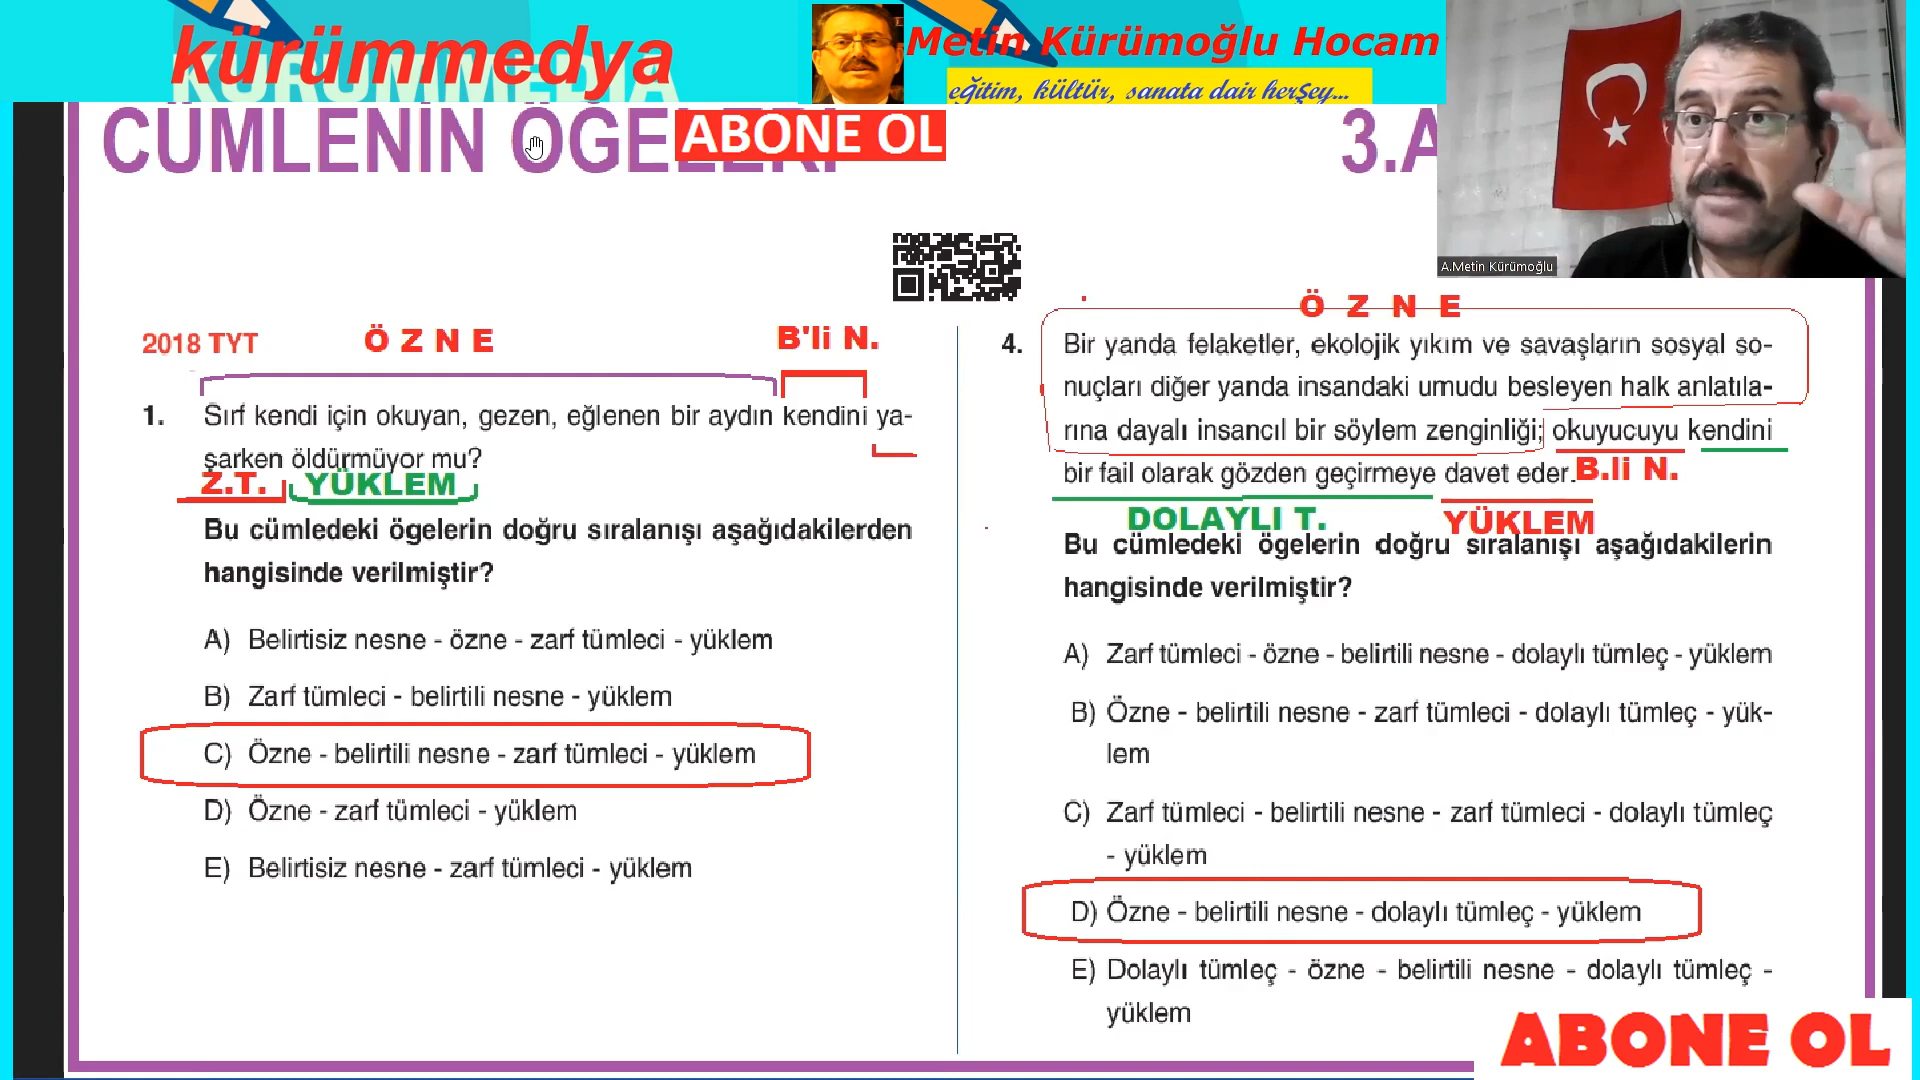 kürümmedya
KURUMMEDIA
Metin Kürümoğlu Hocam
eğitim, kültür, sanata dair herşey...
CÜMLENİN ÖGELERİ
ABONE OL
3.A
A.Metin Kürümoğlu
2018 TYT
ÖZNE
B'li N.
1. Sırf kendi için okuyan, gezen, eğlenen bir aydın kendini ya-
şarken öldürmüyor mu?
Z.T. YÜKLEM
Bu cümledeki ögelerin doğru sıralanışı aşağıdakilerden
hangisinde verilmiştir?
A) Belirtisiz nesne - özne - zarf tümleci - yüklem
B) Zarf tümleci - belirtili nesne - yüklem
C) Özne - belirtili nesne - zarf tümleci - yüklem
D) Özne - zarf tümleci - yüklem
E) Belirtisiz nesne - zarf tümleci - yüklem
ÖZNE
4. Bir yanda felaketler, ekolojik yıkım ve savaşların sosyal so-
nuçları diğer yanda insandaki umudu besleyen halk anlatıla-
rına dayalı insancıl bir söylem zenginliği; okuyucuyu kendini
bir fail olarak gözden geçirmeye davet eder.
B.li N.
DOLAYLI T.
YÜKLEM
Bu cümledeki ögelerin doğru sıralanışı aşağıdakilerin
hangisinde verilmiştir?
A) Zarf tümleci - özne - belirtili nesne - dolaylı tümleç - yüklem
B) Özne - belirtili nesne - zarf tümleci - dolaylı tümleç - yük-
lem
C) Zarf tümleci - belirtili nesne - zarf tümleci - dolaylı tümleç
- yüklem
D) Özne - belirtili nesne - dolaylı tümleç - yüklem
E) Dolaylı tümleç - özne - belirtili nesne - dolaylı tümleç -
yüklem
ABONE OL